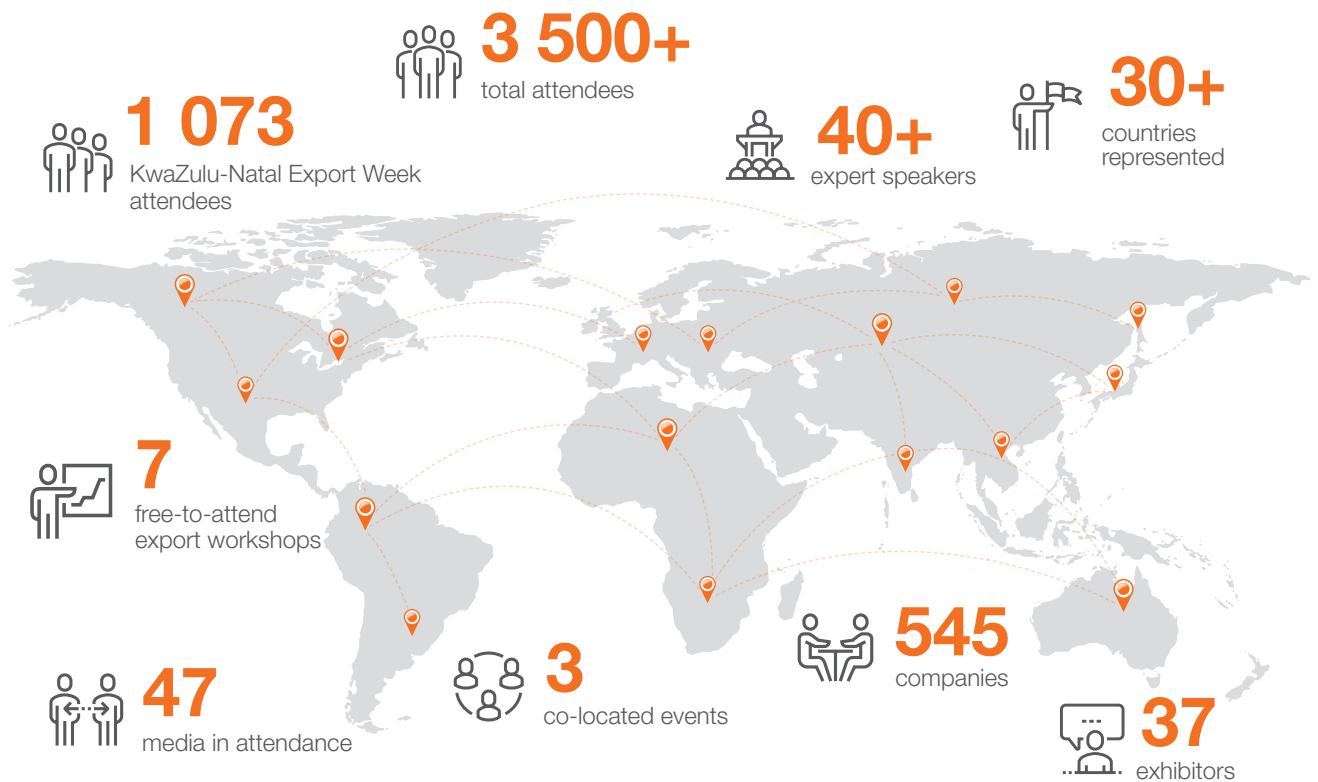 3 500+
total attendees
1 073
KwaZulu-Natal Export Week
attendees
40+
expert speakers
30+
countries
represented
7
free-to-attend
export workshops
545
companies
3
co-located events
47
media in attendance
37
exhibitors